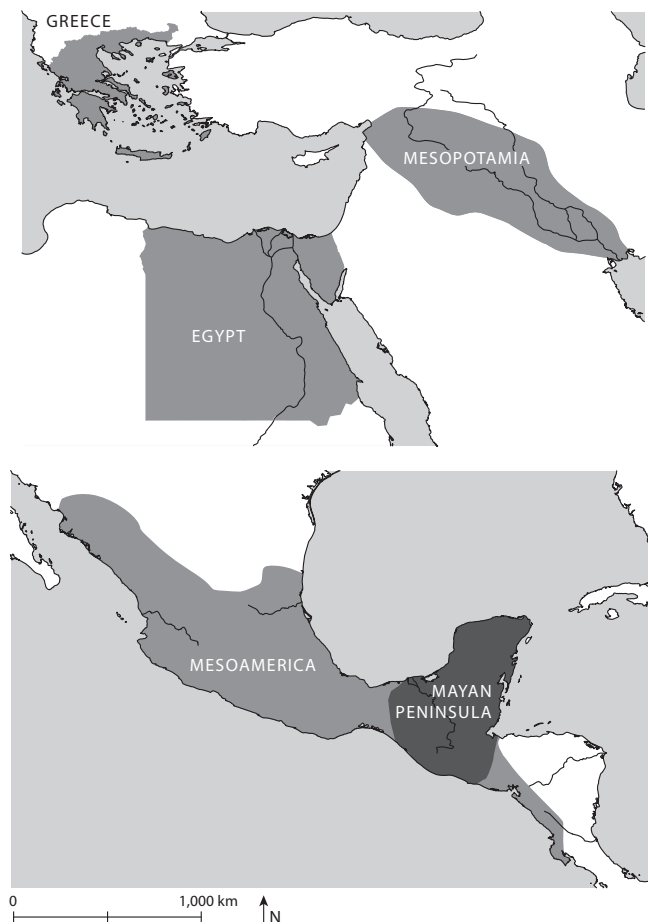 GREECE
MESOPOTAMIA
EGYPT
MESOAMERICA
MAYAN
PENINSULA
0 1,000 km N